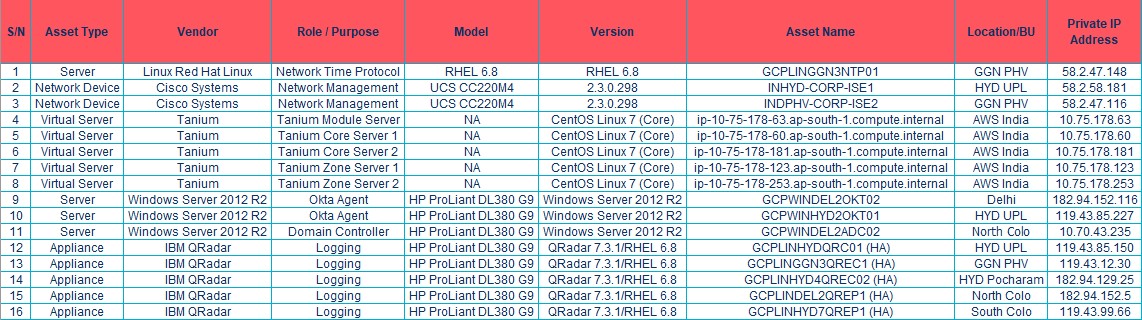 S/N Asset Type Vendor Role / Purpose Model Version Asset Name Location/BU Private IP Address
1 Server Linux Red Hat Linux Network Time Protocol RHEL 6.8 RHEL 6.8 GCPLINGGN3NTP01 GGN PHV 58.2.47.148
2 Network Device Cisco Systems Network Management UCS CC220M4 2.3.0.298 INHYD-CORP-ISE1 HYD UPL 58.2.58.181
3 Network Device Cisco Systems Network Management UCS CC220M4 2.3.0.298 INDPHV-CORP-ISE2 GGN PHV 58.2.47.116
4 Virtual Server Tanium Tanium Module Server NA CentOS Linux 7 (Core) ip-10-75-178-63.ap-south-1.compute.internal AWS India 10.75.178.63
5 Virtual Server Tanium Tanium Core Server 1 NA CentOS Linux 7 (Core) ip-10-75-178-60.ap-south-1.compute.internal AWS India 10.75.178.60
6 Virtual Server Tanium Tanium Core Server 2 NA CentOS Linux 7 (Core) ip-10-75-178-181.ap-south-1.compute.internal AWS India 10.75.178.181
7 Virtual Server Tanium Tanium Zone Server 1 NA CentOS Linux 7 (Core) ip-10-75-178-123.ap-south-1.compute.internal AWS India 10.75.178.123
8 Virtual Server Tanium Tanium Zone Server 2 NA CentOS Linux 7 (Core) ip-10-75-178-253.ap-south-1.compute.internal AWS India 10.75.178.253
9 Server Windows Server 2012 R2 Okta Agent HP ProLiant DL380 G9 Windows Server 2012 R2 GCPWINDEL2OKT02 Delhi 182.94.152.116
10 Server Windows Server 2012 R2 Okta Agent HP ProLiant DL380 G9 Windows Server 2012 R2 GCPWINHYD2OKT01 HYD UPL 119.43.85.227
11 Server Windows Server 2012 R2 Domain Controller HP ProLiant DL380 G9 Windows Server 2012 R2 GCPWINDEL2ADC02 North Colo 10.70.43.235
12 Appliance IBM QRadar Logging HP ProLiant DL380 G9 QRadar 7.3.1/RHEL 6.8 GCPLINHYDQRC01 (HA) HYD UPL 119.43.85.150
13 Appliance IBM QRadar Logging HP ProLiant DL380 G9 QRadar 7.3.1/RHEL 6.8 GCPLINGGN3QREC1 (HA) GGN PHV 119.43.12.30
14 Appliance IBM QRadar Logging HP ProLiant DL380 G9 QRadar 7.3.1/RHEL 6.8 GCPLINHYD4QREC02 (HA) HYD Pocharam 182.94.129.25
15 Appliance IBM QRadar Logging HP ProLiant DL380 G9 QRadar 7.3.1/RHEL 6.8 GCPLINDEL2QREP1 (HA) North Colo 182.94.152.5
16 Appliance IBM QRadar Logging HP ProLiant DL380 G9 QRadar 7.3.1/RHEL 6.8 GCPLINHYD7QREP1 (HA) South Colo 119.43.99.66